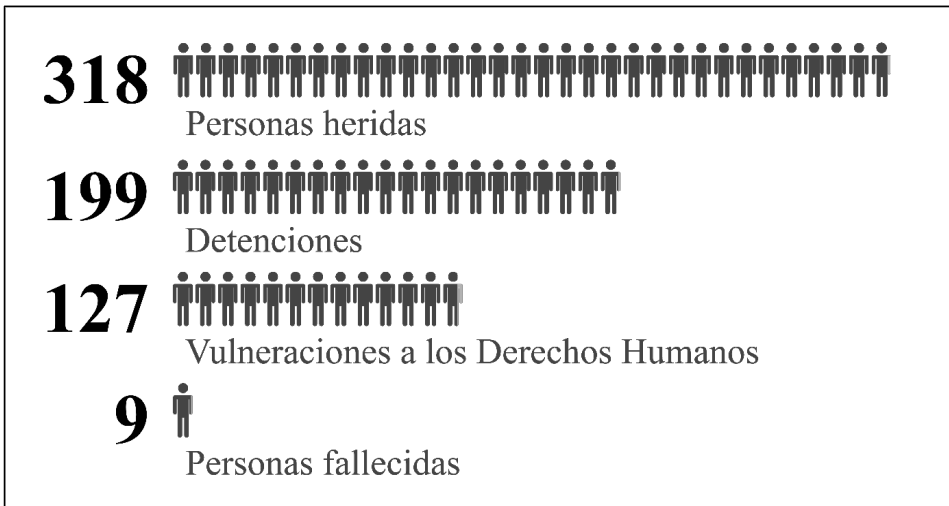 318
Personas heridas
199
Detenciones
127
Vulneraciones a los Derechos Humanos
9
Personas fallecidas